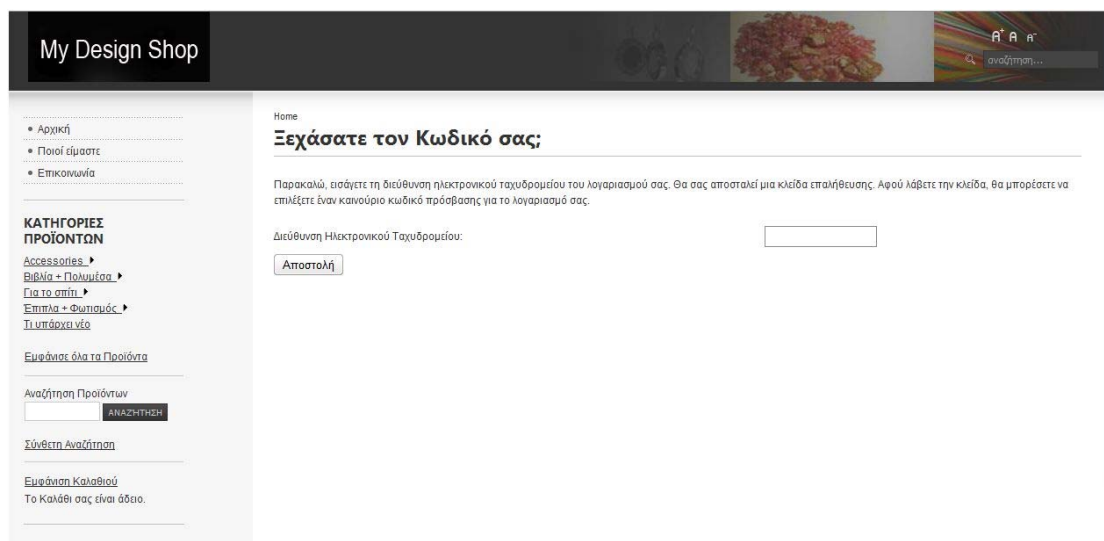 My Design Shop
A+ A A-
αναζήτηση...
Αρχική
Ποιοί είμαστε
Επικοινωνία
ΚΑΤΗΓΟΡΙΕΣ
ΠΡΟΪΟΝΤΩΝ
Accessories
Βιβλία + Πολυμέσα
Για το σπίτι
Έπιπλα + Φωτισμός
Τι υπάρχει νέο
Εμφάνισε όλα τα Προϊόντα
Αναζήτηση Προϊόντων
ΑΝΑΖΉΤΗΣΗ
Σύνθετη Αναζήτηση
Εμφάνιση Καλαθιού
Το Καλάθι σας είναι άδειο.
Home
Ξεχάσατε τον Κωδικό σας;
Παρακαλώ, εισάγετε τη διεύθυνση ηλεκτρονικού ταχυδρομείου του λογαριασμού σας. Θα σας αποσταλεί μια κλείδα επαλήθευσης. Αφού λάβετε την κλείδα, θα μπορέσετε να
επιλέξετε έναν καινούριο κωδικό πρόσβασης για το λογαριασμό σας.
Διεύθυνση Ηλεκτρονικού Ταχυδρομείου:
Αποστολή